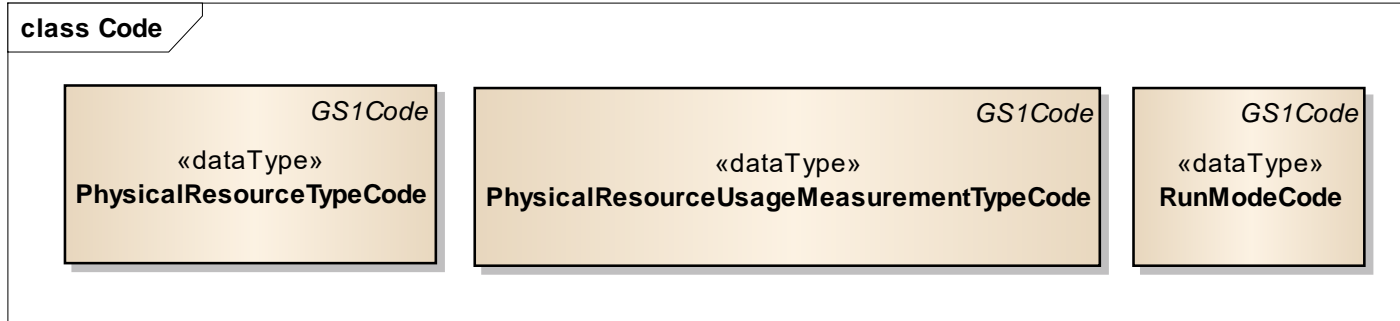 class Code
GS1Code
«dataType»
PhysicalResourceTypeCode
GS1Code
«dataType»
PhysicalResourceUsageMeasurementTypeCode
GS1Code
«dataType»
RunModeCode